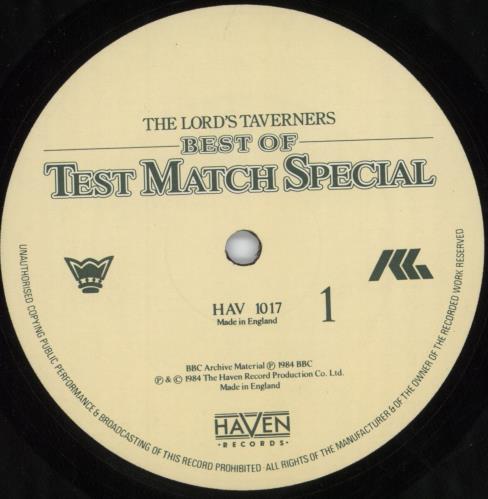 THE LORD'S TAVERNERS
BEST OF
TEST MATCH SPECIAL
HAV 1017
Made in England
1
BBC Archive Material Ⓟ 1984 BBC
Ⓟ & © 1984 The Haven Record Production Co. Ltd.
Made in England
HAVEN
• RECORDS •
UNAUTHORISED COPYING PUBLIC PERFORMANCE & BROADCASTING OF THIS RECORD PROHIBITED · ALL RIGHTS OF THE MANUFACTURER & OF THE OWNER OF THE RECORDED WORK RESERVED